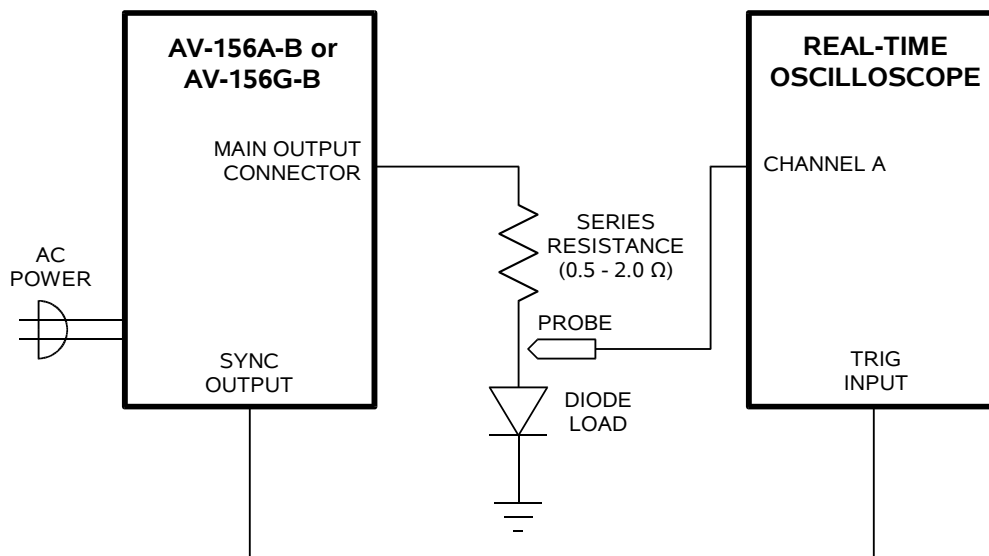 AV-156A-B or
AV-156G-B
MAIN OUTPUT
CONNECTOR
AC
POWER
SYNC
OUTPUT
SERIES
RESISTANCE
(0.5 - 2.0 Ω)
PROBE
DIODE
LOAD
REAL-TIME
OSCILLOSCOPE
CHANNEL A
TRIG
INPUT